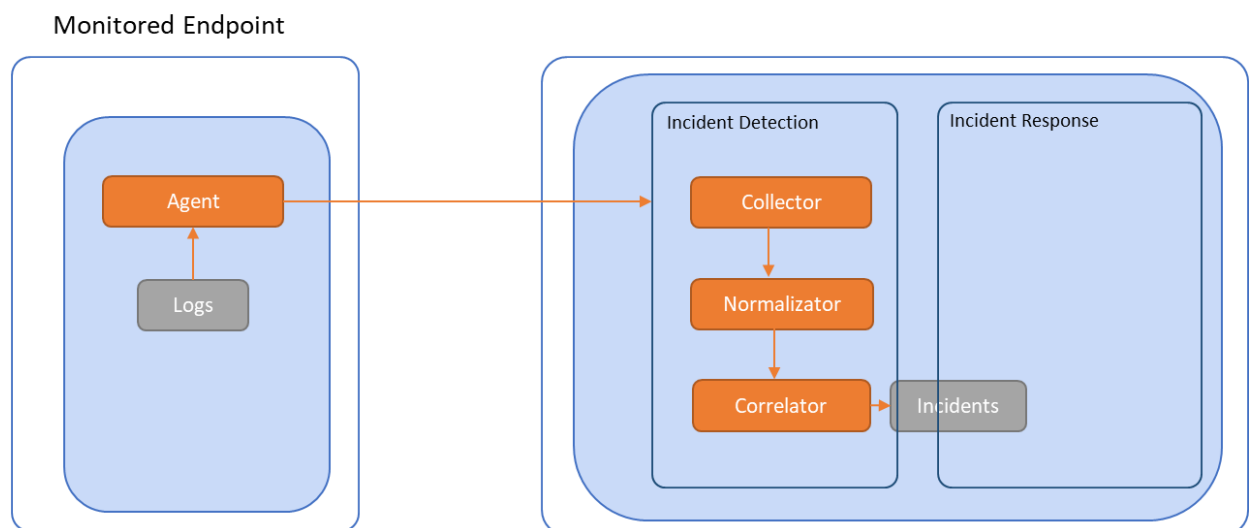 Monitored Endpoint
Agent
Logs
Incident Detection
Collector
Normalizator
Correlator
Incidents
Incident Response